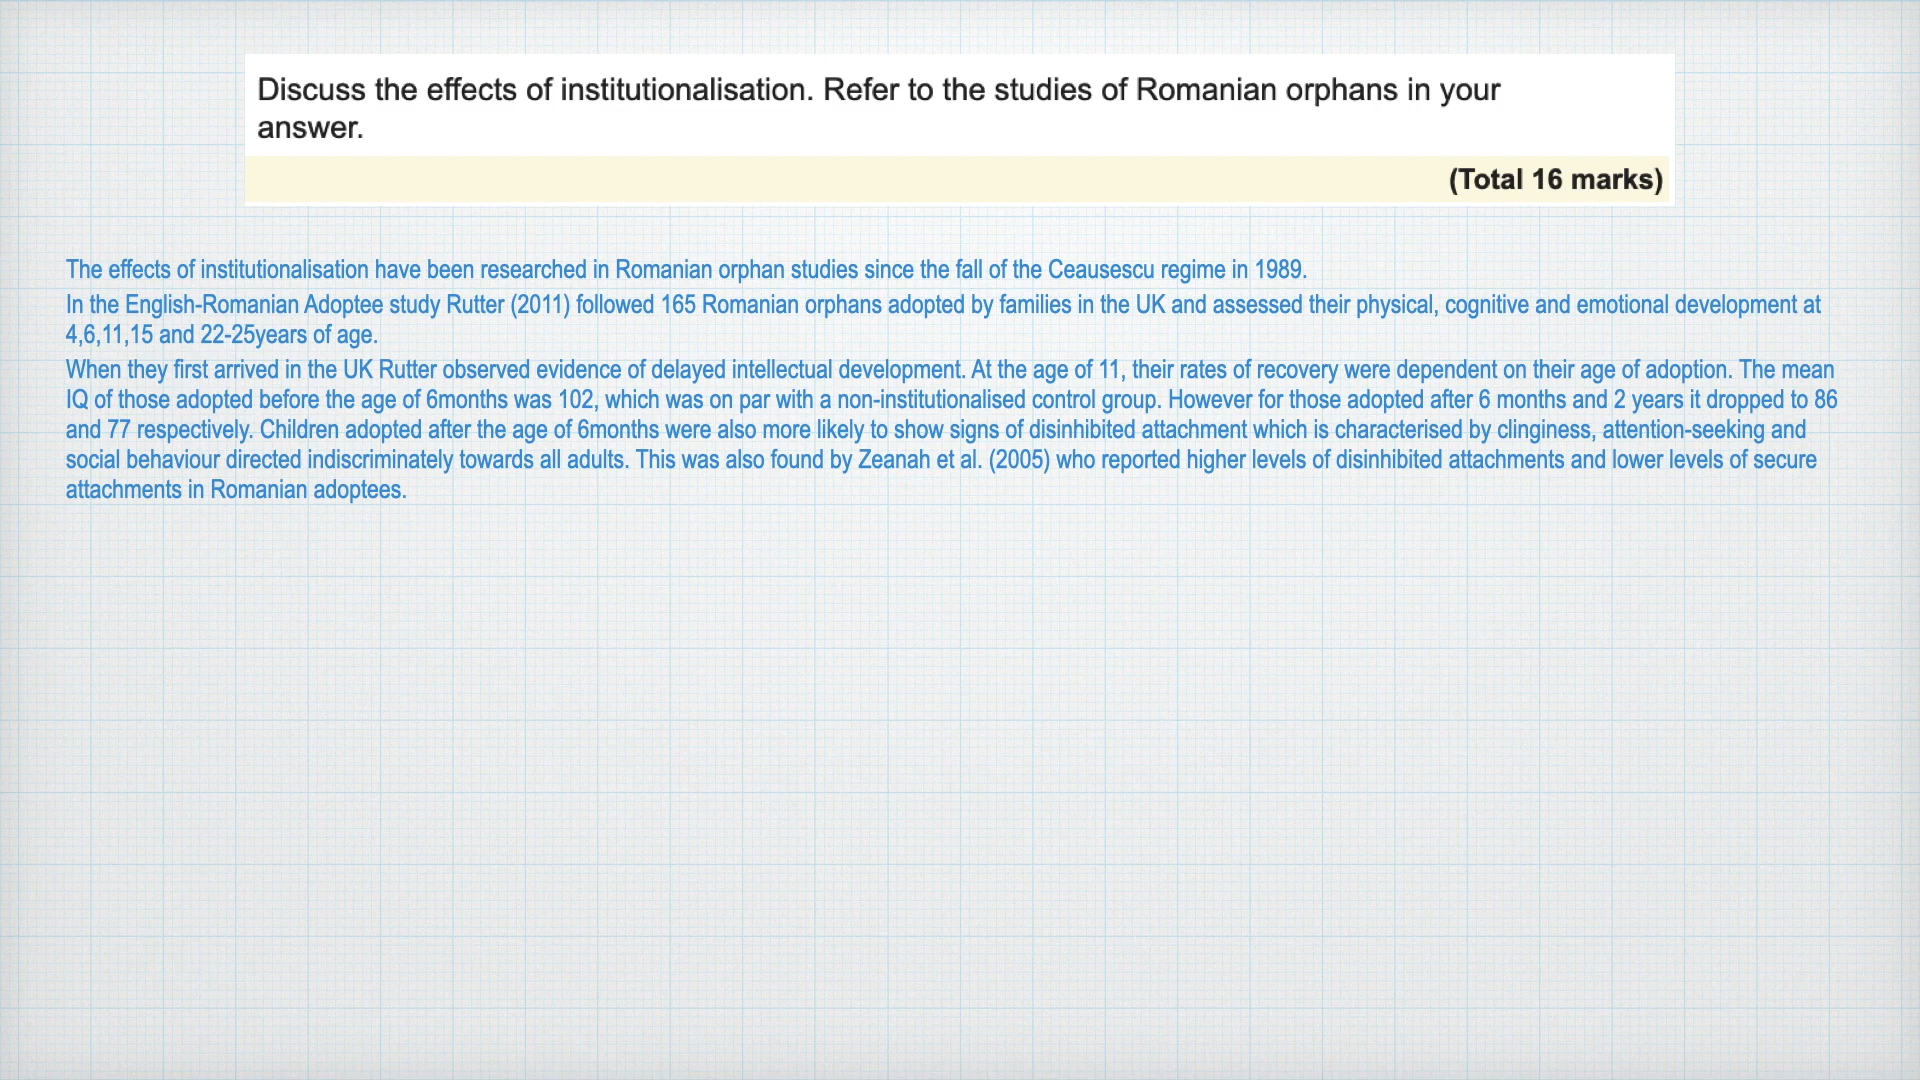 Discuss the effects of institutionalisation. Refer to the studies of Romanian orphans in your
answer.
(Total 16 marks)
The effects of institutionalisation have been researched in Romanian orphan studies since the fall of the Ceausescu regime in 1989.
In the English-Romanian Adoptee study Rutter (2011) followed 165 Romanian orphans adopted by families in the UK and assessed their physical, cognitive and emotional development at
4,6,11,15 and 22-25years of age.
When they first arrived in the UK Rutter observed evidence of delayed intellectual development. At the age of 11, their rates of recovery were dependent on their age of adoption. The mean
IQ of those adopted before the age of 6months was 102, which was on par with a non-institutionalised control group. However for those adopted after 6 months and 2 years it dropped to 86
and 77 respectively. Children adopted after the age of 6months were also more likely to show signs of disinhibited attachment which is characterised by clinginess, attention-seeking and
social behaviour directed indiscriminately towards all adults. This was also found by Zeanah et al. (2005) who reported higher levels of disinhibited attachments and lower levels of secure
attachments in Romanian adoptees.